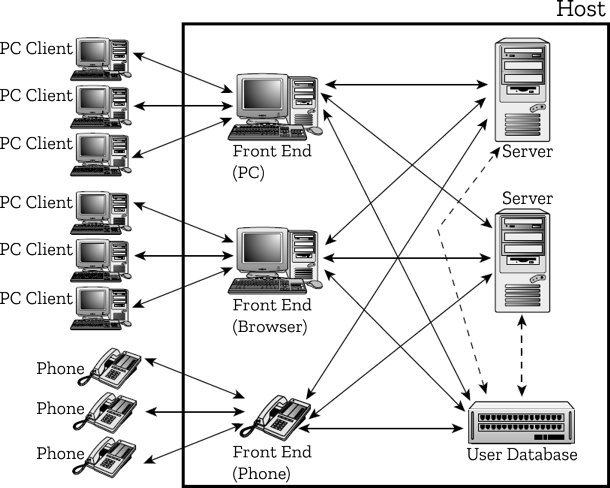 Host
PC Client
PC Client
PC Client
Front End
(PC)
Server
PC Client
PC Client
PC Client
Front End
(Browser)
Server
Phone
Phone
Phone
Front End
(Phone)
User Database